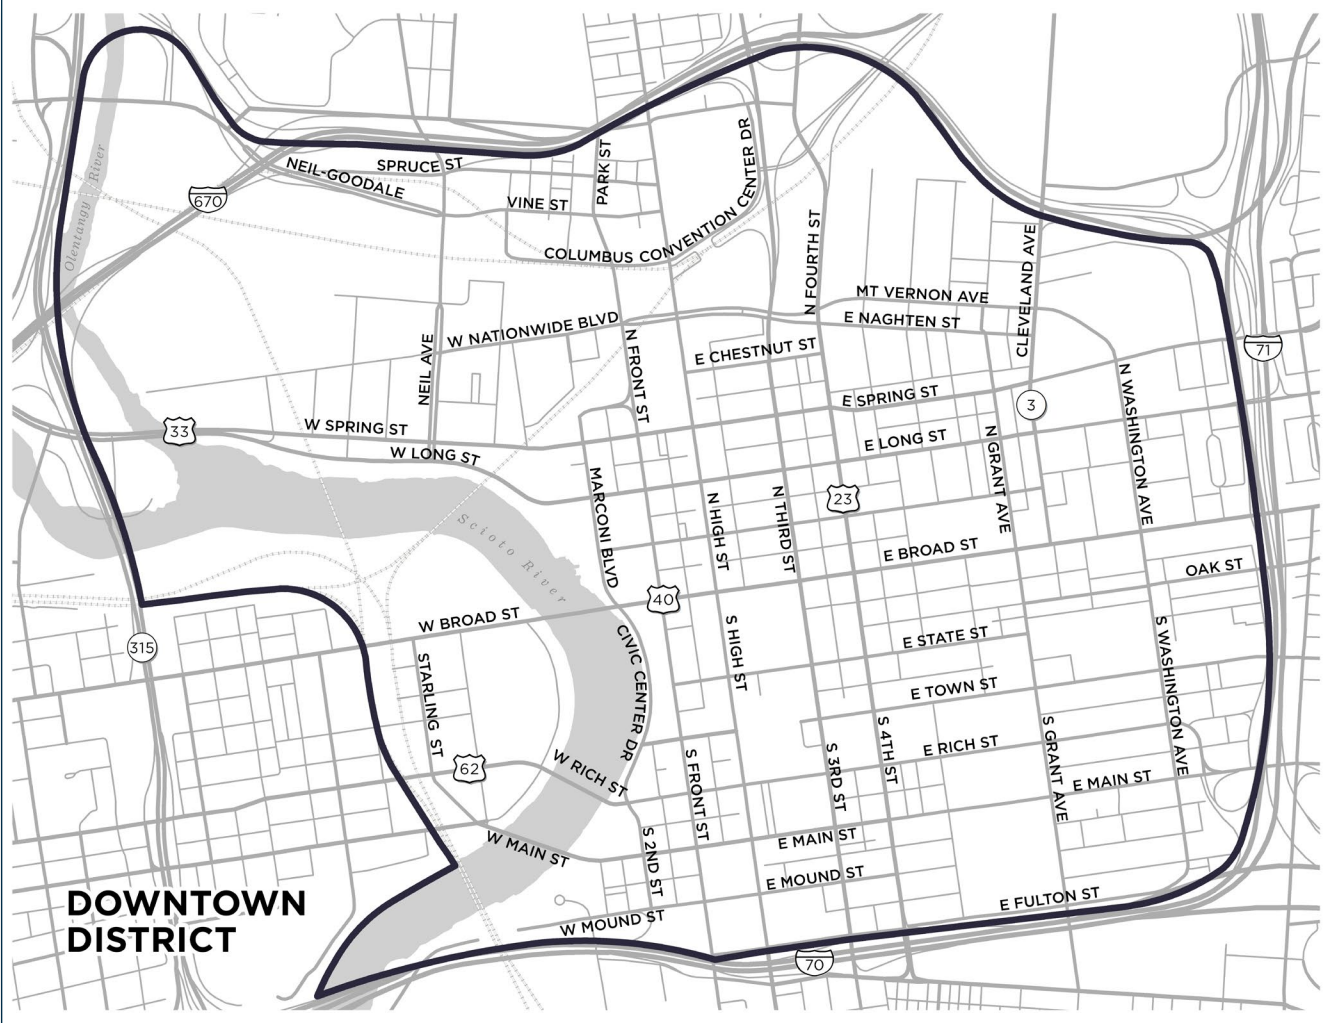 Olentangy River
670
NEIL-GOODALE
SPRUCE ST
PARK ST
VINE ST
COLUMBUS CONVENTION CENTER DR
N FOURTH ST
CLEVELAND AVE
MT VERNON AVE
E NAGHTEN ST
W NATIONWIDE BLVD
NEIL AVE
N FRONT ST
E CHESTNUT ST
71
E SPRING ST
3
N WASHINGTON AVE
33
W SPRING ST
W LONG ST
E LONG ST
N GRANT AVE
MARCONI BLVD
N HIGH ST
N THIRD ST
23
Scioto River
E BROAD ST
OAK ST
40
W BROAD ST
315
STARLING ST
CIVIC CENTER DR
S HIGH ST
E STATE ST
S WASHINGTON AVE
E TOWN ST
62
W RICH ST
S FRONT ST
S 3RD ST
S 4TH ST
E RICH ST
S GRANT AVE
E MAIN ST
W MAIN ST
S 2ND ST
E MAIN ST
E MOUND ST
W MOUND ST
E FULTON ST
70
DOWNTOWN
DISTRICT